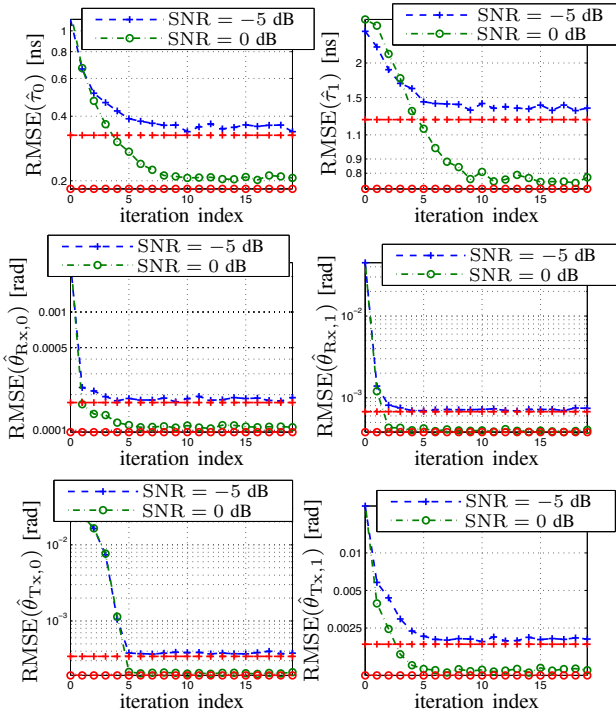 SNR = −5 dB
SNR = 0 dB
RMSE(τ̂₀) [ns]
1
0.6
0.4
0.2
0 5 10 15
iteration index
SNR = −5 dB
SNR = 0 dB
RMSE(τ̂₁) [ns]
2
1.5
1.1
0.8
0 5 10 15
iteration index
SNR = −5 dB
SNR = 0 dB
RMSE(θ̂Rx,0) [rad]
0.001
0.0005
0.0001
0 5 10 15
iteration index
SNR = −5 dB
SNR = 0 dB
RMSE(θ̂Rx,1) [rad]
10⁻²
10⁻³
0 5 10 15
iteration index
SNR = −5 dB
SNR = 0 dB
RMSE(θ̂Tx,0) [rad]
10⁻²
10⁻³
0 5 10 15
iteration index
SNR = −5 dB
SNR = 0 dB
RMSE(θ̂Tx,1) [rad]
0.01
0.005
0.0025
0 5 10 15
iteration index